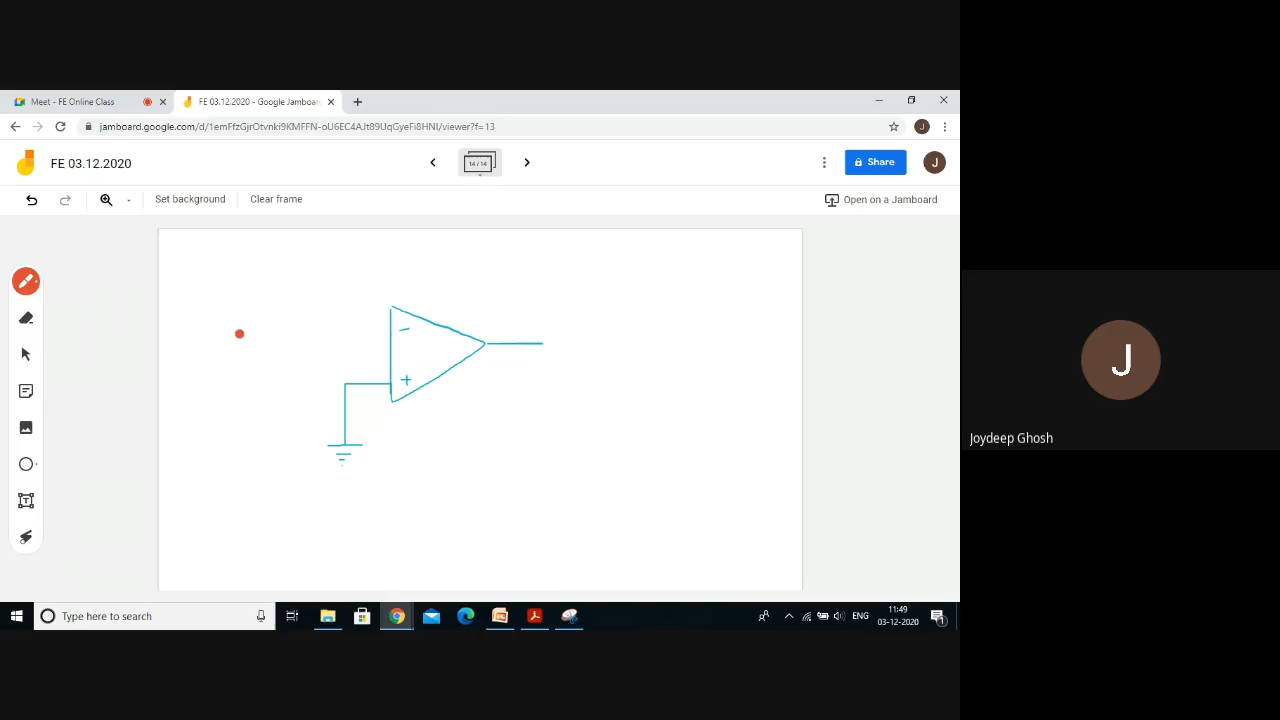 Meet - FE Online Class
FE 03.12.2020 - Google Jamboar
jamboard.google.com/d/1emFfzGjrOtvnki9KMFFN-oU6EC4AJt89UqGyeFi8HNI/viewer?f=13
FE 03.12.2020
14 / 14
Share
J
J
Set background
Clear frame
Open on a Jamboard
-
+
T
J
Joydeep Ghosh
Type here to search
ENG
11:49
03-12-2020
1